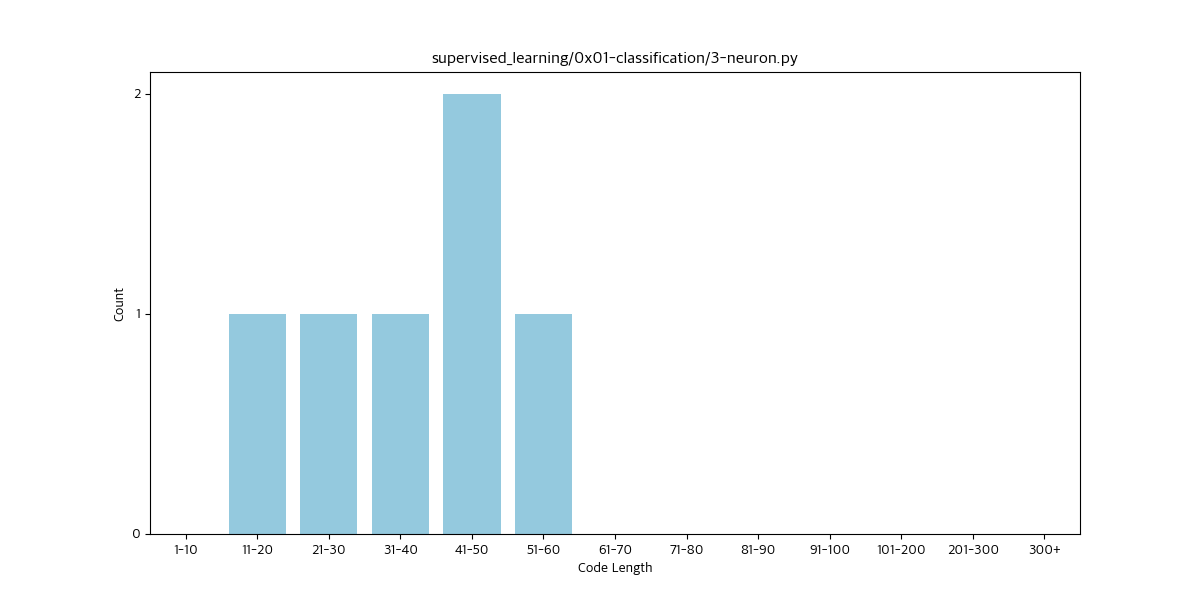 supervised_learning/0x01-classification/3-neuron.py
Count
2
1
0
1-10 11-20 21-30 31-40 41-50 51-60 61-70 71-80 81-90 91-100 101-200 201-300 300+
Code Length